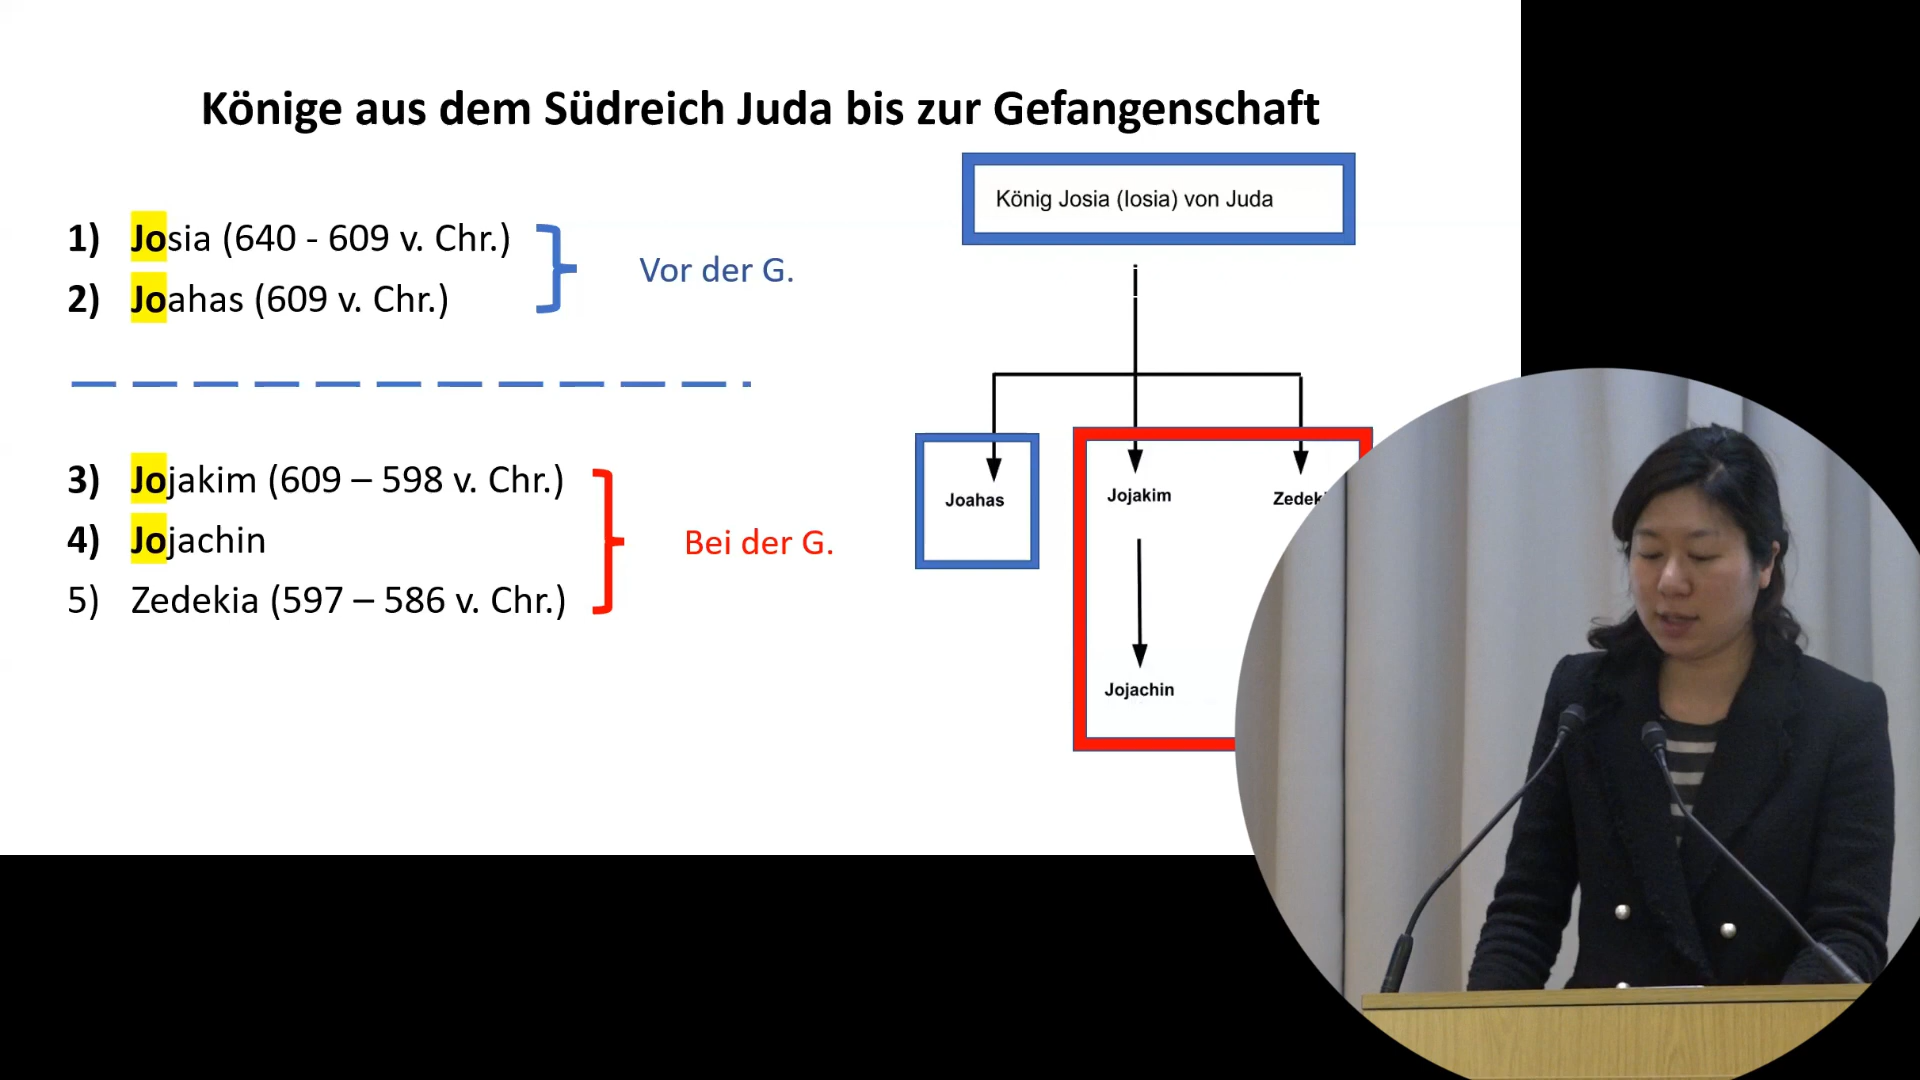 Könige aus dem Südreich Juda bis zur Gefangenschaft
1) Josia (640 - 609 v. Chr.)
2) Joahas (609 v. Chr.)
Vor der G.
3) Jojakim (609 – 598 v. Chr.)
4) Jojachin
5) Zedekia (597 – 586 v. Chr.)
Bei der G.
König Josia (Iosia) von Juda
Joahas
Jojakim
Jojachin